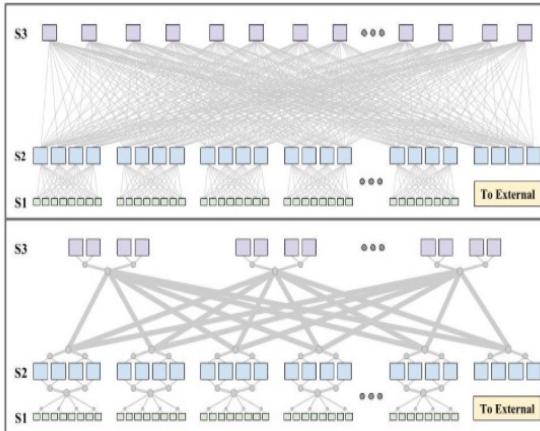 S3
S2
S1
To External
S3
S2
S1
To External